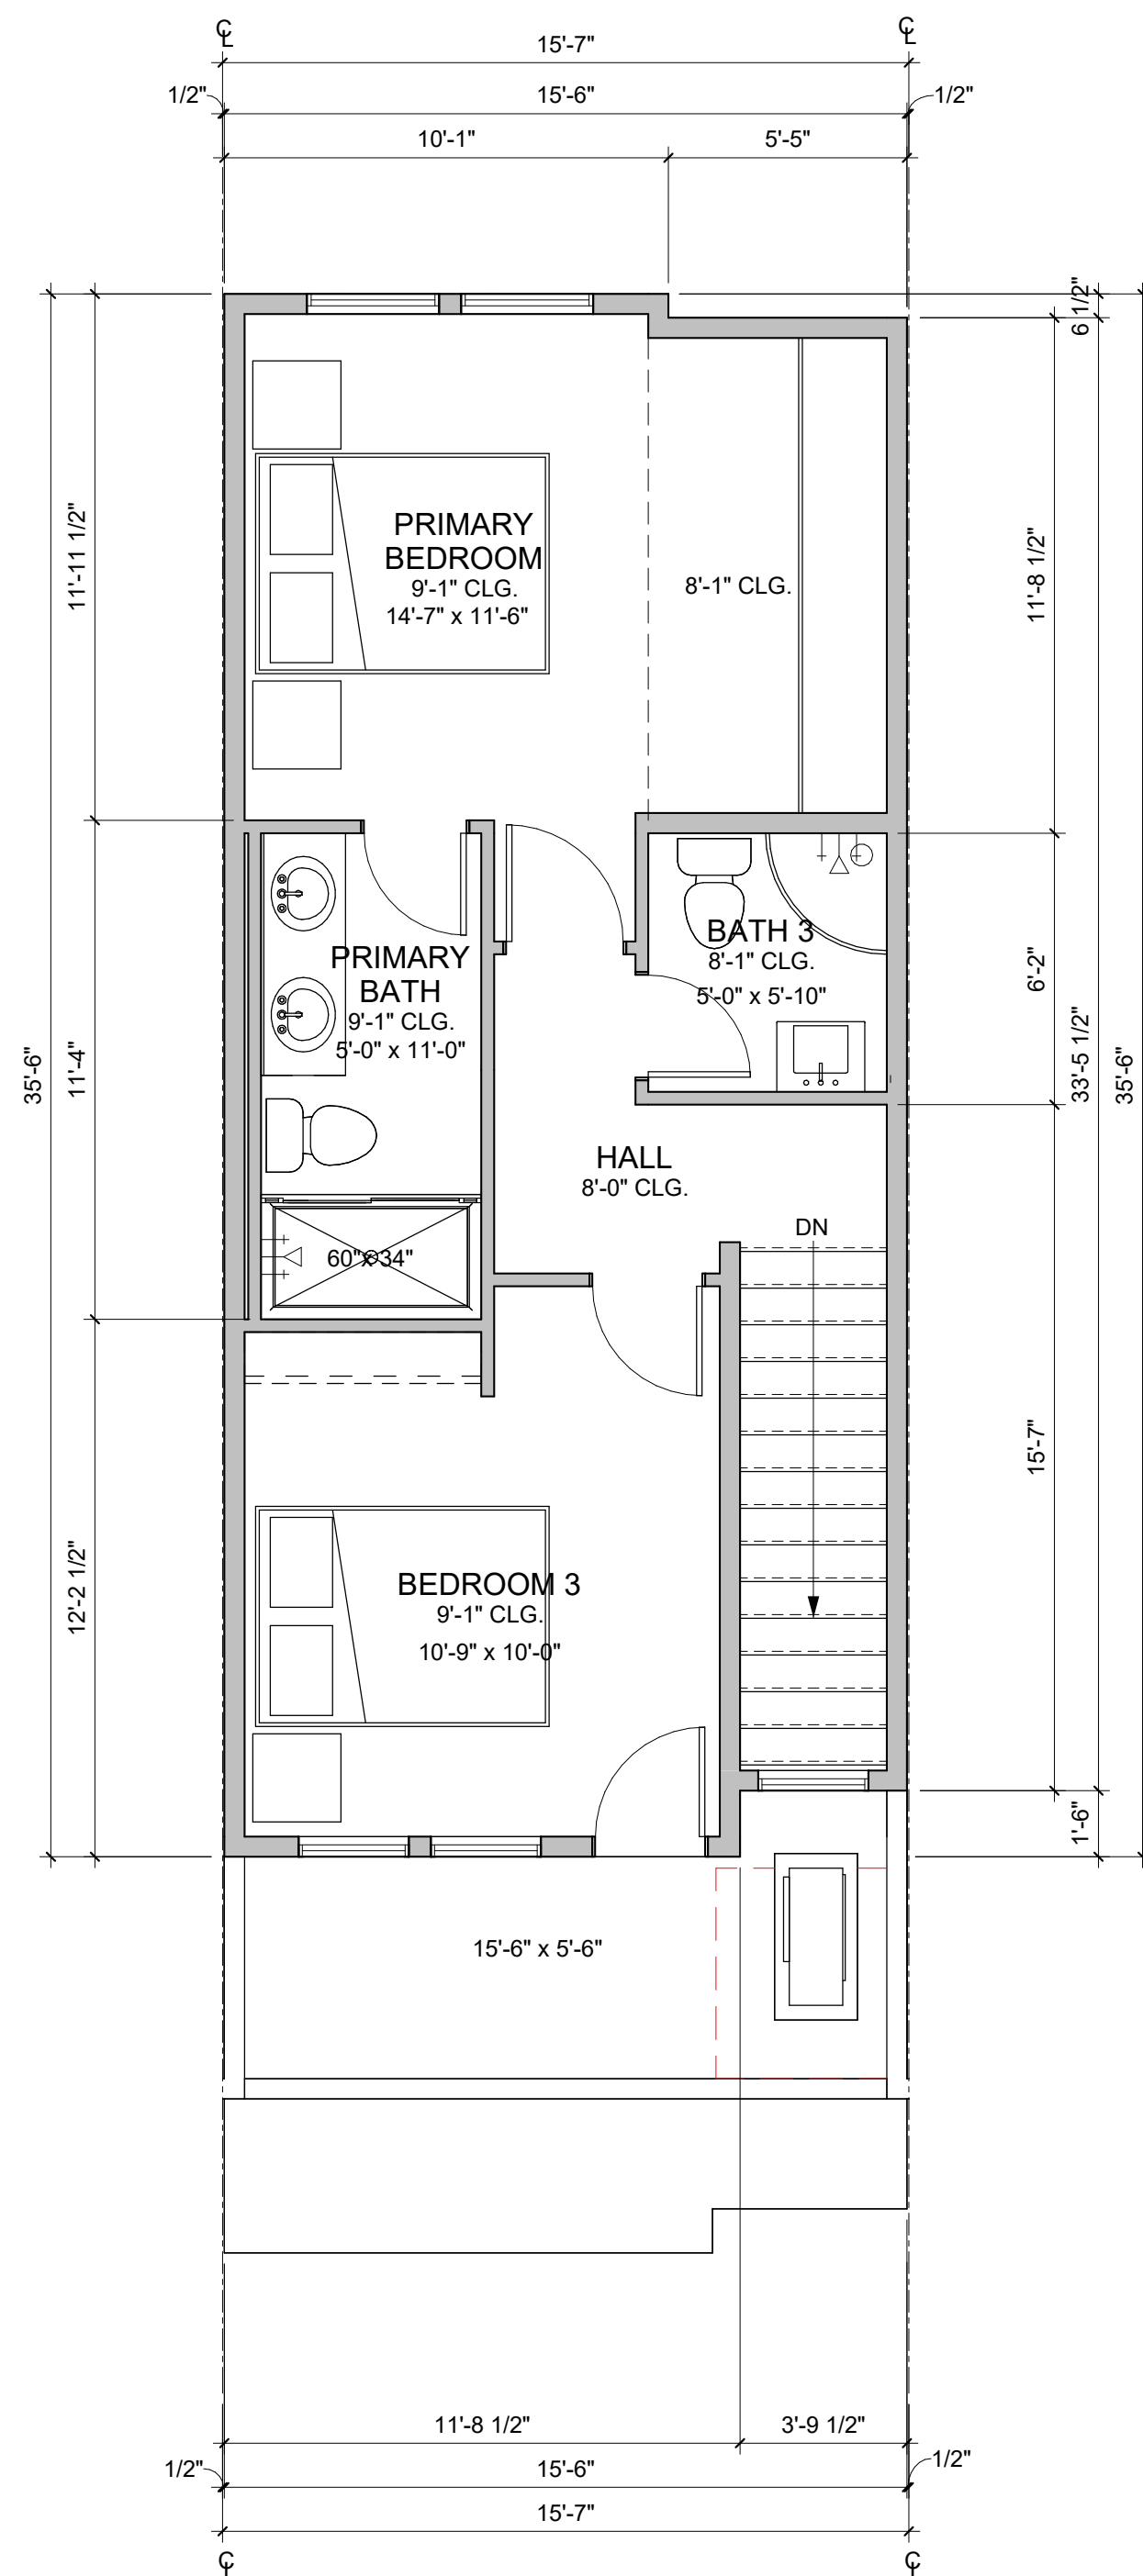 ℄ ℄
15'-7"
1/2" 15'-6" 1/2"
10'-1" 5'-5"
6 1/2"
11'-11 1/2"
11'-8 1/2"
PRIMARY
BEDROOM
9'-1" CLG.
14'-7" x 11'-6"
8'-1" CLG.
35'-6"
11'-4"
PRIMARY
BATH
9'-1" CLG.
5'-0" x 11'-0"
BATH 3
8'-1" CLG.
5'-0" x 5'-10"
6'-2"
33'-5 1/2"
35'-6"
HALL
8'-0" CLG.
DN
60"x 34"
15'-7"
12'-2 1/2"
BEDROOM 3
9'-1" CLG.
10'-9" x 10'-0"
1'-6"
15'-6" x 5'-6"
11'-8 1/2" 3'-9 1/2"
1/2" 15'-6" 1/2"
15'-7"
℄ ℄